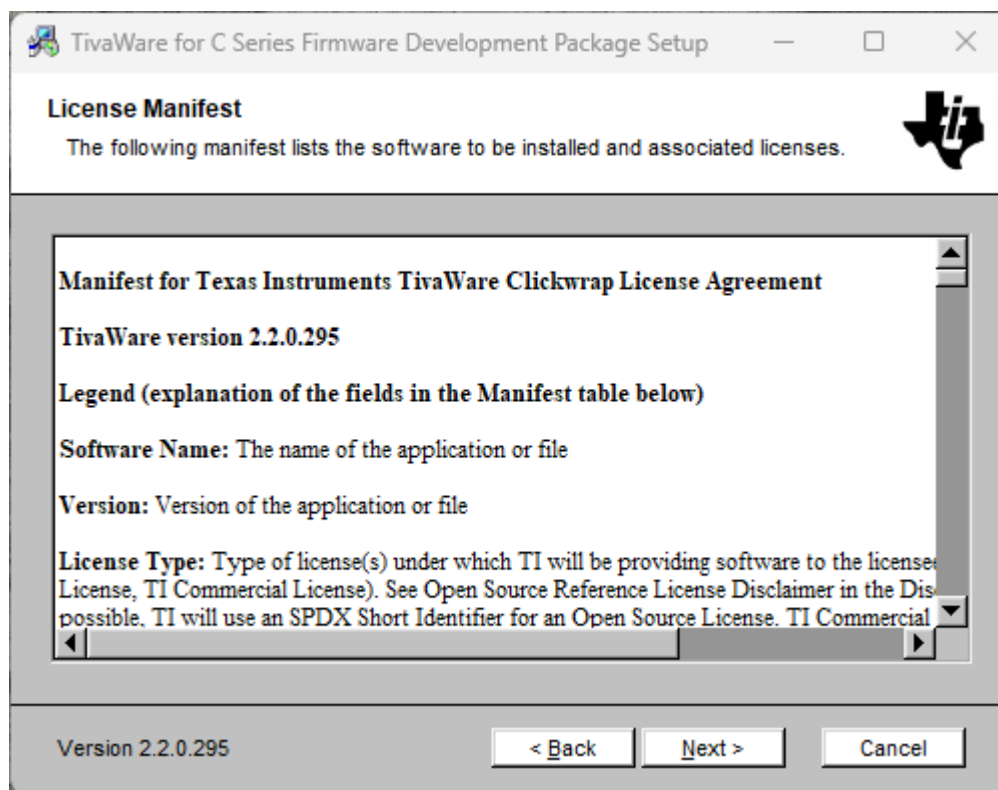 TivaWare for C Series Firmware Development Package Setup
License Manifest
The following manifest lists the software to be installed and associated licenses.
ti
Manifest for Texas Instruments TivaWare Clickwrap License Agreement
TivaWare version 2.2.0.295
Legend (explanation of the fields in the Manifest table below)
Software Name: The name of the application or file
Version: Version of the application or file
License Type: Type of license(s) under which TI will be providing software to the licensee
License, TI Commercial License). See Open Source Reference License Disclaimer in the Dis
possible, TI will use an SPDX Short Identifier for an Open Source License. TI Commercial
Version 2.2.0.295
< Back
Next >
Cancel